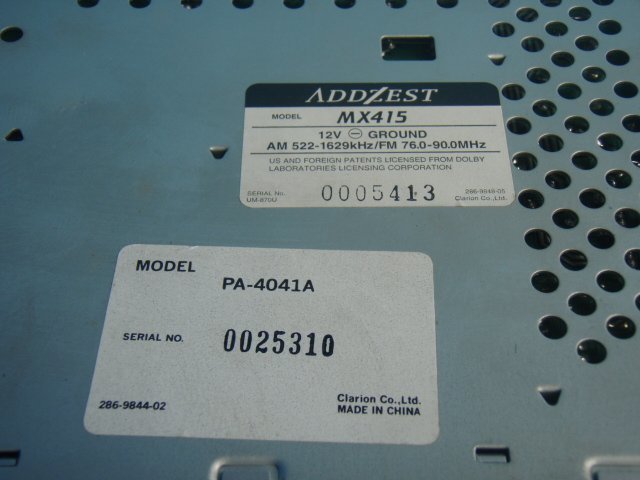 ADDZEST
MODEL MX415
12V ⊖ GROUND
AM 522-1629kHz/FM 76.0-90.0MHz
US AND FOREIGN PATENTS LICENSED FROM DOLBY
LABORATORIES LICENSING CORPORATION
SERIAL No. 0005413 286-9848-05
UM-870U Clarion Co.,Ltd.
MODEL PA-4041A
SERIAL NO. 0025310
286-9844-02 Clarion Co.,Ltd.
MADE IN CHINA